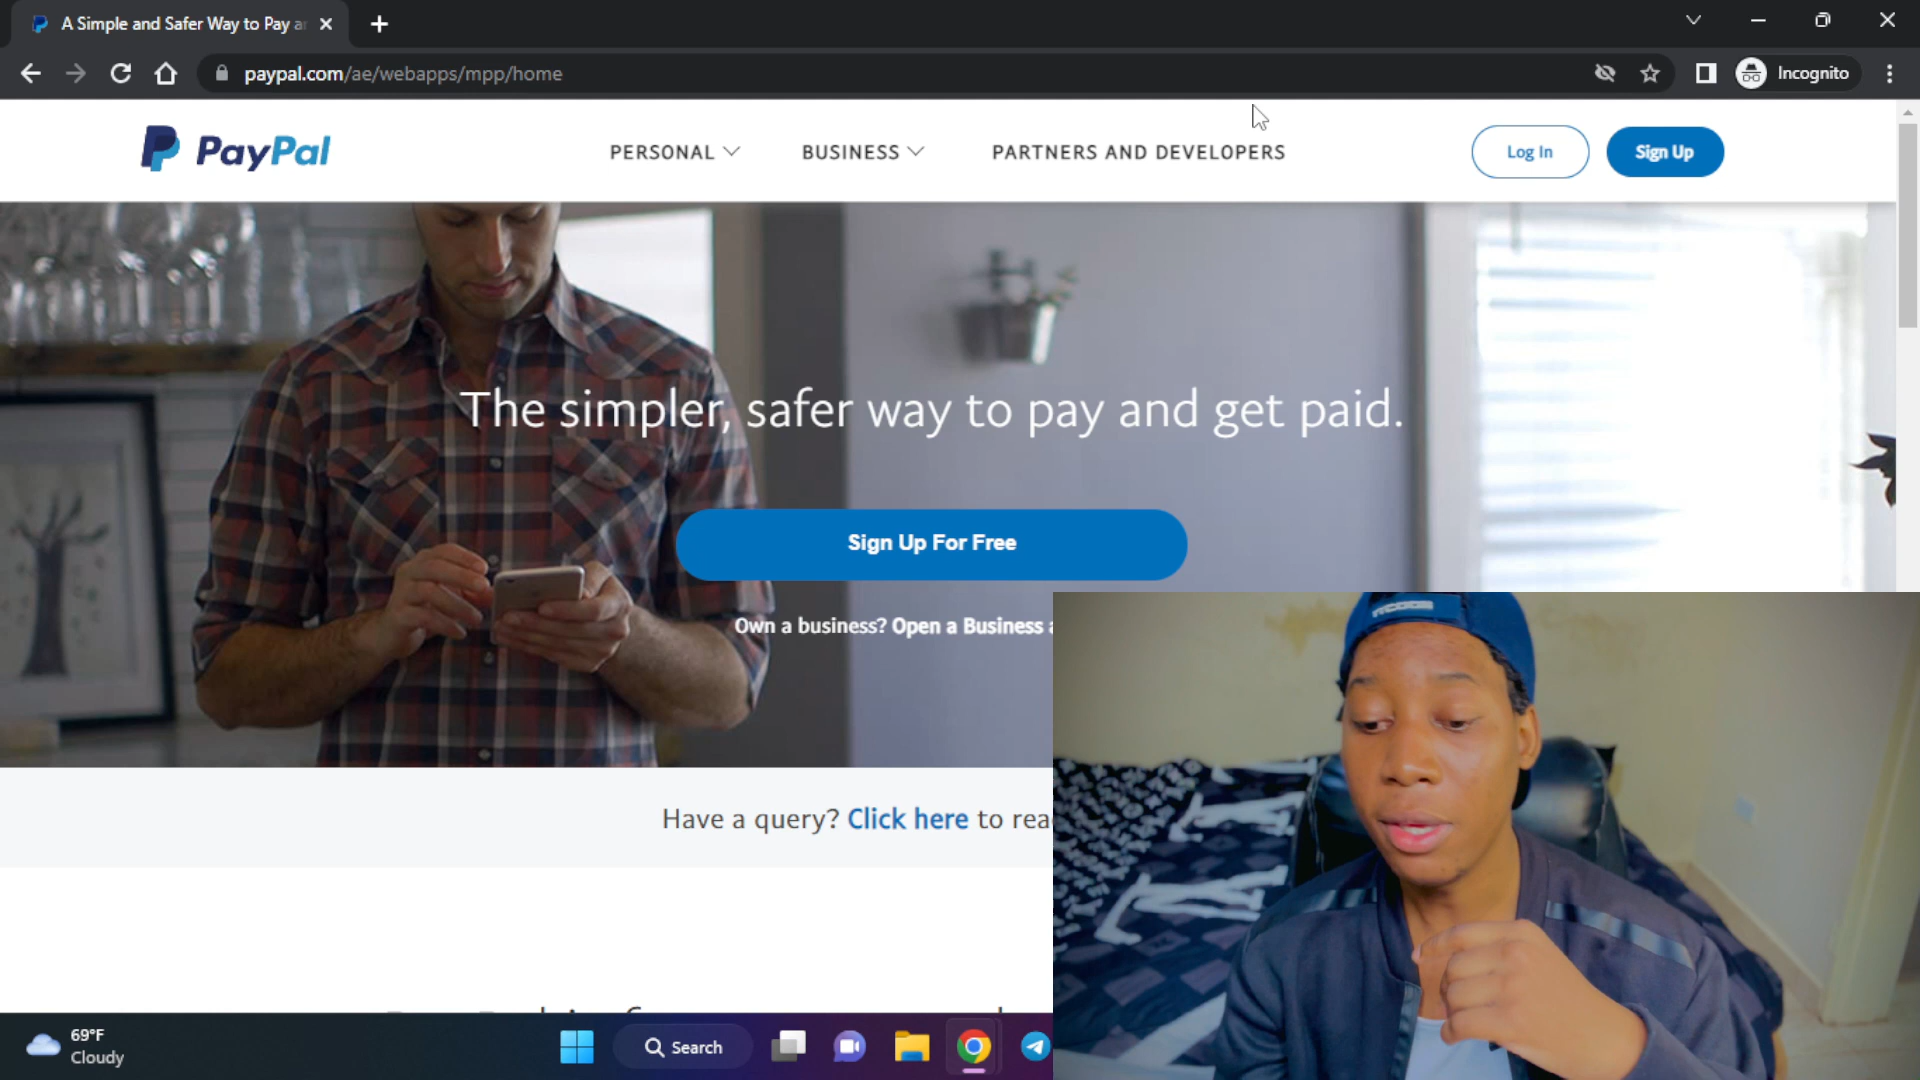 A Simple and Safer Way to Pay a
paypal.com/ae/webapps/mpp/home
Incognito
PayPal
PERSONAL
BUSINESS
PARTNERS AND DEVELOPERS
Log In
Sign Up
The simpler, safer way to pay and get paid.
Sign Up For Free
Own a business? Open a Business a
Have a query? Click here to rea
69°F
Cloudy
Search